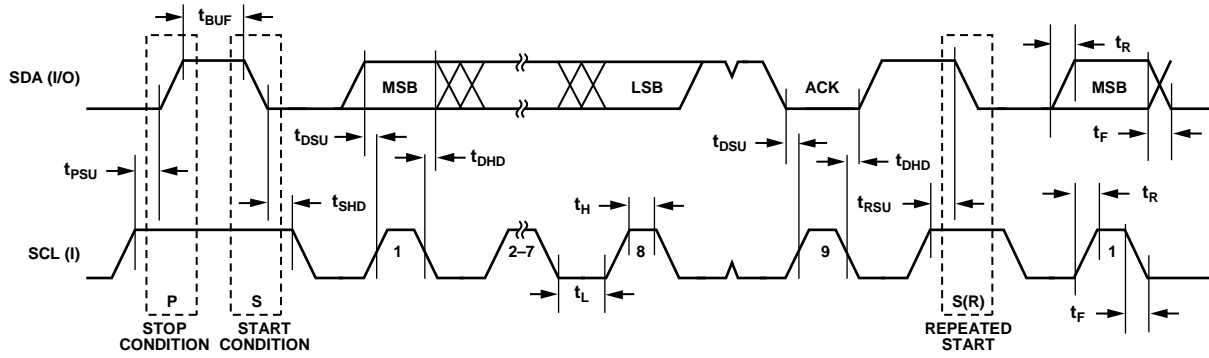 tBUF
tR
SDA (I/O)
MSB
LSB
ACK
MSB
tDSU
tDSU
tF
tPSU
tDHD
tDHD
tSHD
tH
tRSU
tR
SCL (I)
1
2–7
8
9
1
P
S
tL
S(R)
tF
STOP
CONDITION
START
CONDITION
REPEATED
START